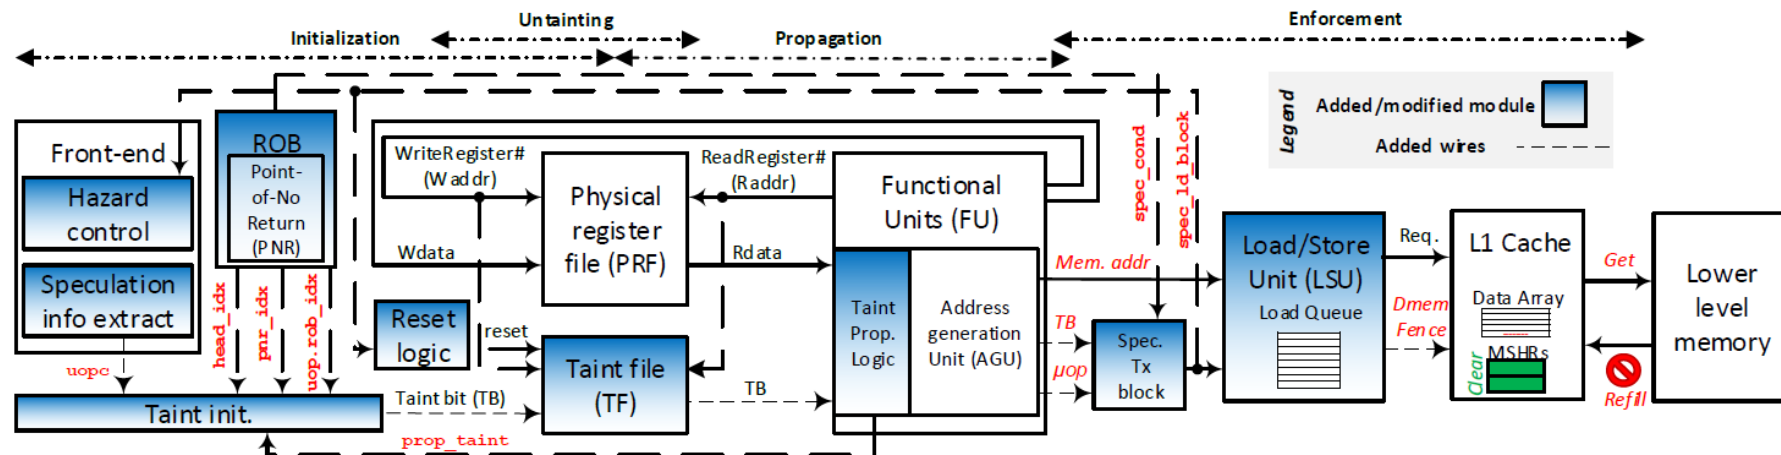 Untainting
Initialization
Propagation
Enforcement
Legend
Added/modified module
Added wires
Front-end
Hazard
control
Speculation
info extract
uopc
ROB
Point-
of-No
Return
(PNR)
head_idx
pnr_idx
uop.rob_idx
Taint init.
WriteRegister#
(Waddr)
Wdata
Reset
logic
reset
Taint bit (TB)
prop_taint
Physical
register
file (PRF)
Taint file
(TF)
ReadRegister#
(Raddr)
Rdata
TB
Functional
Units (FU)
Taint
Prop.
Logic
Address
generation
Unit (AGU)
spec_cond
spec_ld_block
Mem. addr
TB
μop
Spec.
Tx
block
Load/Store
Unit (LSU)
Load Queue
Req.
Dmem
Fence
L1 Cache
Data Array
MSHRs
Clear
Get
Refill
Lower
level
memory